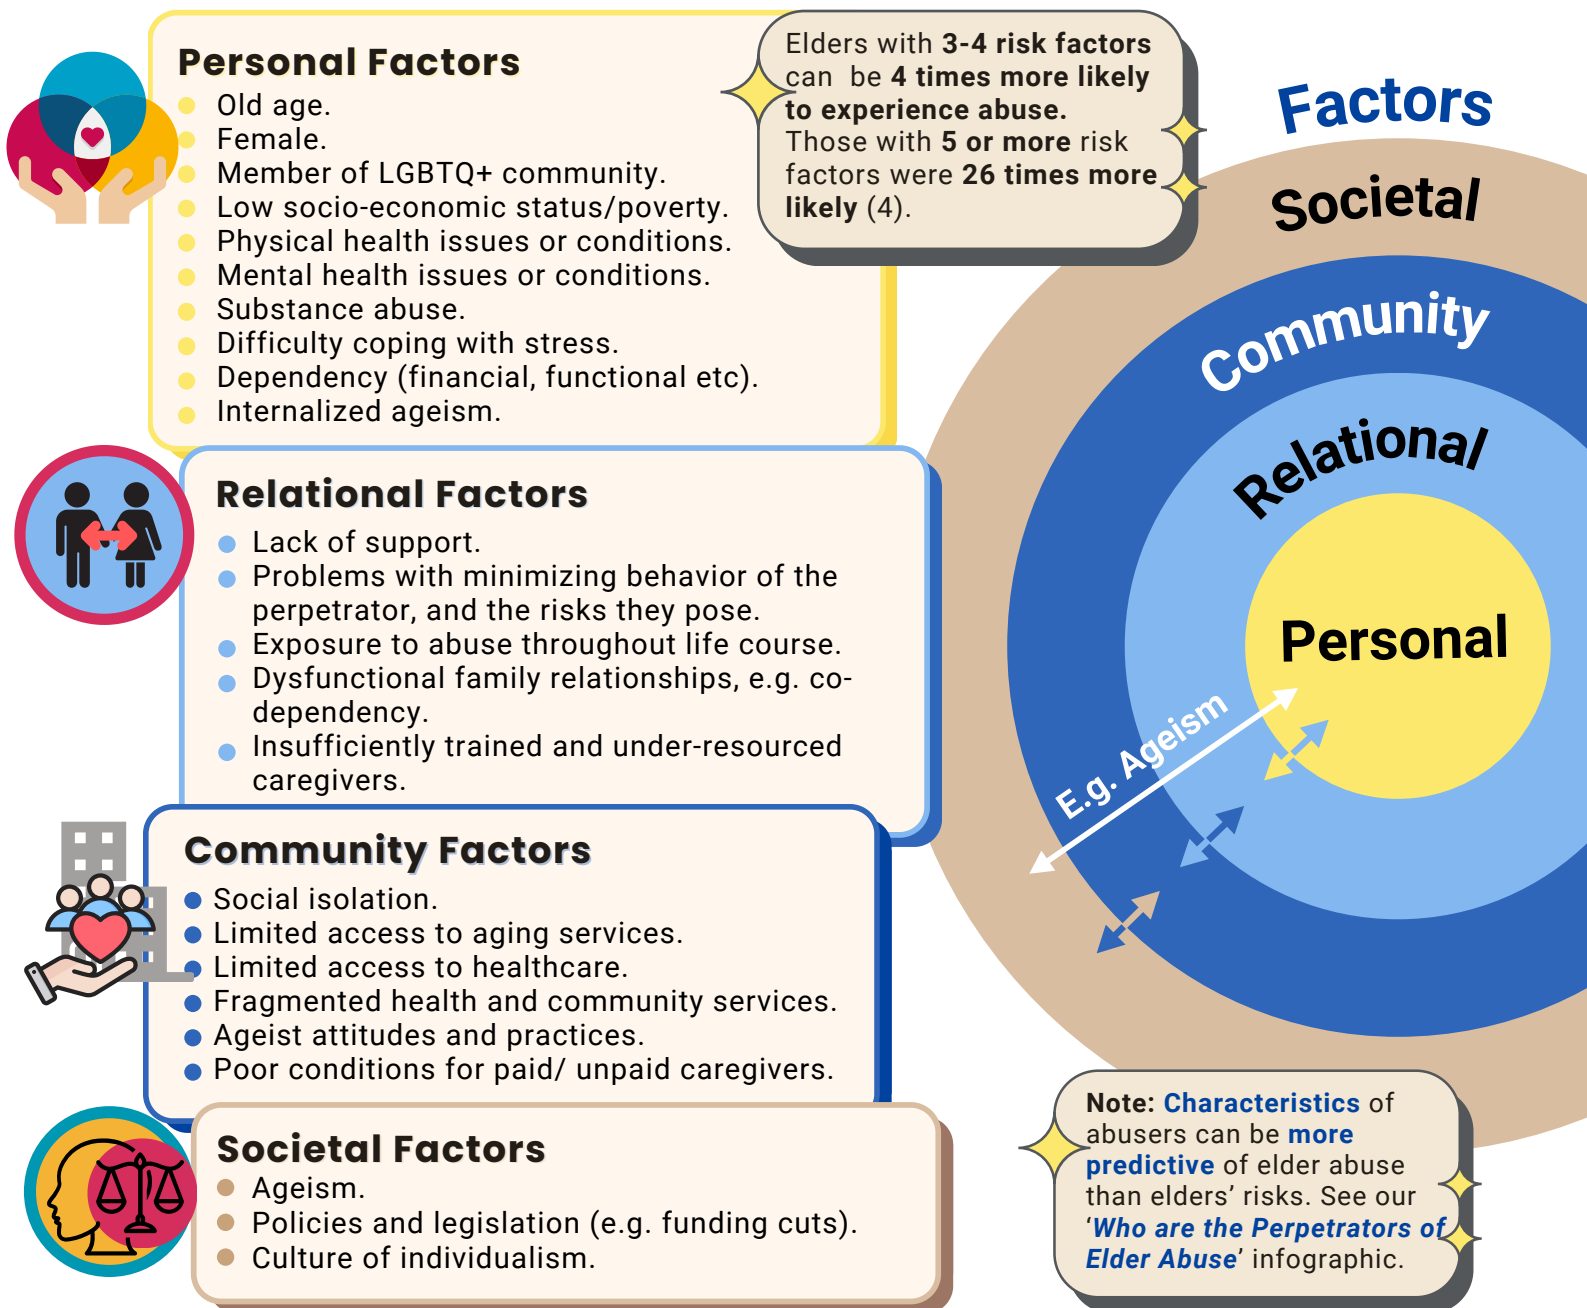 Personal Factors
Old age.
Female.
Member of LGBTQ+ community.
Low socio-economic status/poverty.
Physical health issues or conditions.
Mental health issues or conditions.
Substance abuse.
Difficulty coping with stress.
Dependency (financial, functional etc).
Internalized ageism.
Elders with 3-4 risk factors
can be 4 times more likely
to experience abuse.
Those with 5 or more risk
factors were 26 times more
likely (4).
Relational Factors
Lack of support.
Problems with minimizing behavior of the
perpetrator, and the risks they pose.
Exposure to abuse throughout life course.
Dysfunctional family relationships, e.g. co-
dependency.
Insufficiently trained and under-resourced
caregivers.
Community Factors
Social isolation.
Limited access to aging services.
Limited access to healthcare.
Fragmented health and community services.
Ageist attitudes and practices.
Poor conditions for paid/ unpaid caregivers.
Societal Factors
Ageism.
Policies and legislation (e.g. funding cuts).
Culture of individualism.
Factors
Societal
Community
Relational
Personal
E.g. Ageism
Note: Characteristics of
abusers can be more
predictive of elder abuse
than elders’ risks. See our
‘Who are the Perpetrators of
Elder Abuse’ infographic.